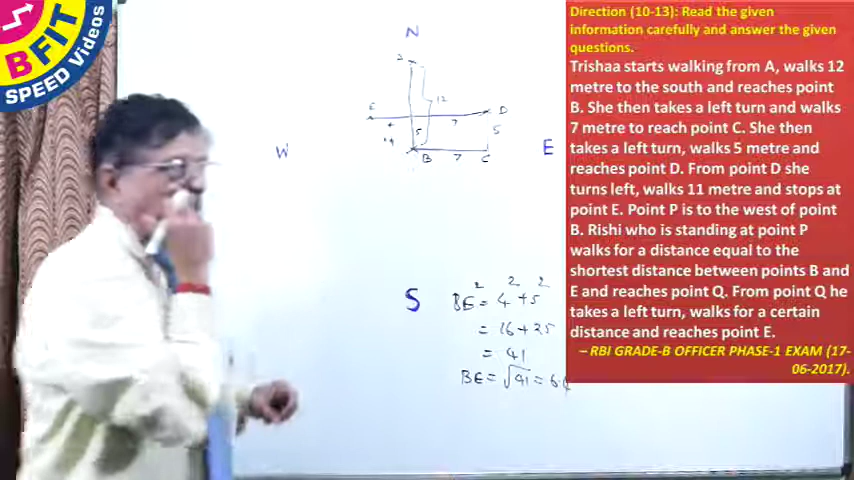 BFIT
SPEED Videos
N
12
E
D
4
7
5
5
W
E
B
7
C
S
BE² = 4² + 5²
= 16 + 25
= 41
BE = √41 = 6.4
Direction (10-13): Read the given
information carefully and answer the given
questions.
Trishaa starts walking from A, walks 12
metre to the south and reaches point
B. She then takes a left turn and walks
7 metre to reach point C. She then
takes a left turn, walks 5 metre and
reaches point D. From point D she
turns left, walks 11 metre and stops at
point E. Point P is to the west of point
B. Rishi who is standing at point P
walks for a distance equal to the
shortest distance between points B and
E and reaches point Q. From point Q he
takes a left turn, walks for a certain
distance and reaches point E.
– RBI GRADE-B OFFICER PHASE-1 EXAM (17-
06-2017).